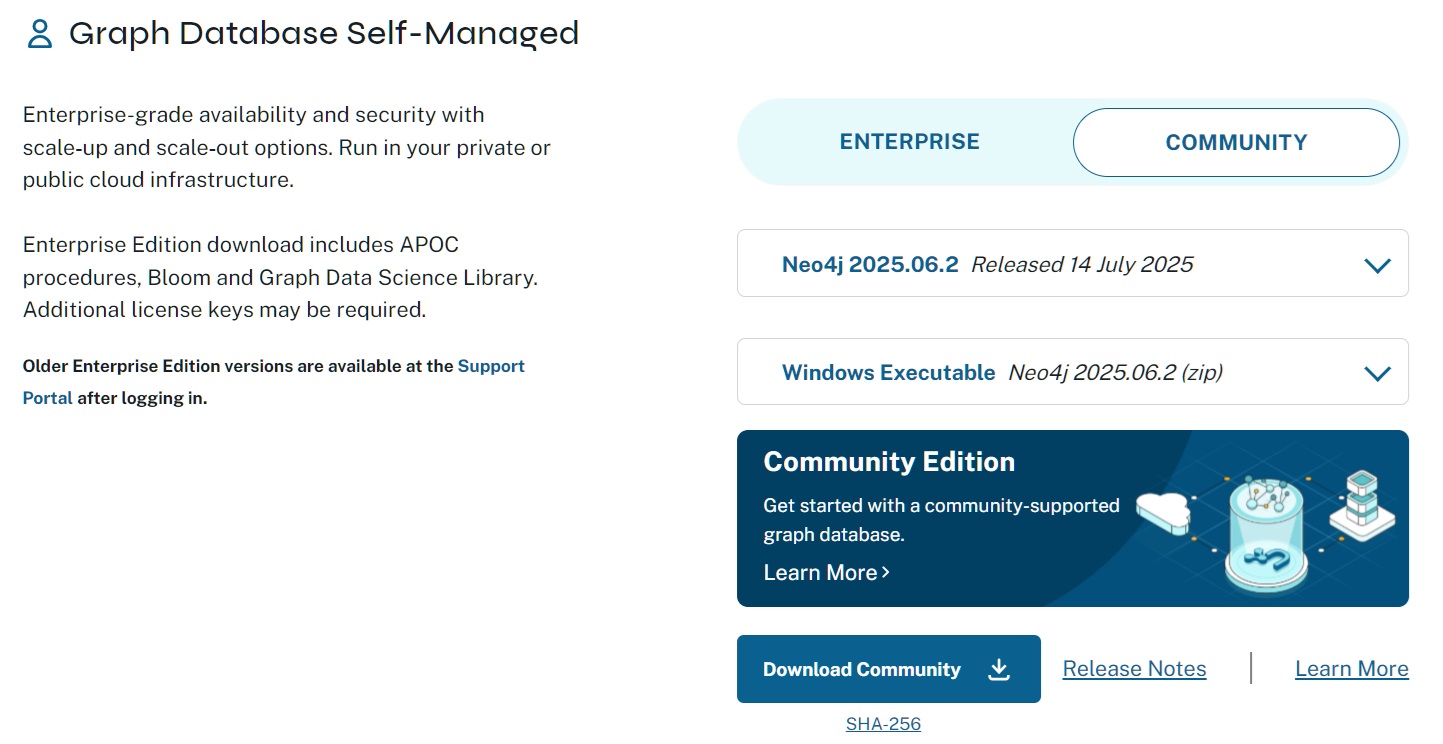 Graph Database Self-Managed
Enterprise-grade availability and security with
scale-up and scale-out options. Run in your private or
public cloud infrastructure.
Enterprise Edition download includes APOC
procedures, Bloom and Graph Data Science Library.
Additional license keys may be required.
Older Enterprise Edition versions are available at the Support
Portal after logging in.
ENTERPRISE COMMUNITY
Neo4j 2025.06.2 Released 14 July 2025
Windows Executable Neo4j 2025.06.2 (zip)
Community Edition
Get started with a community-supported
graph database.
Learn More
Download Community Release Notes | Learn More
SHA-256